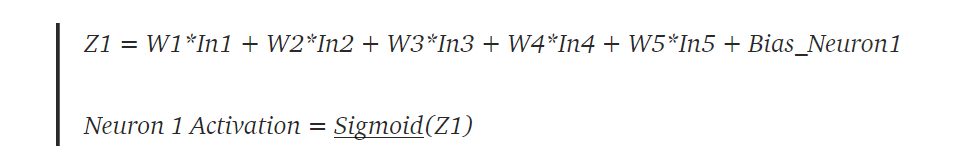 Z1 = W1*In1 + W2*In2 + W3*In3 + W4*In4 + W5*In5 + Bias_Neuron1
Neuron 1 Activation = Sigmoid(Z1)